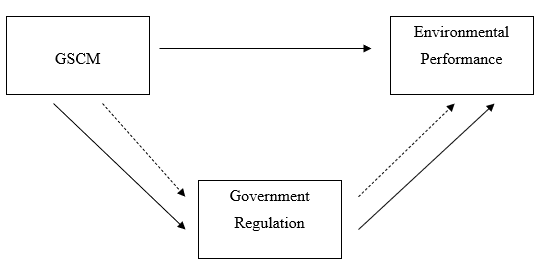 GSCM
Environmental
Performance
Government
Regulation